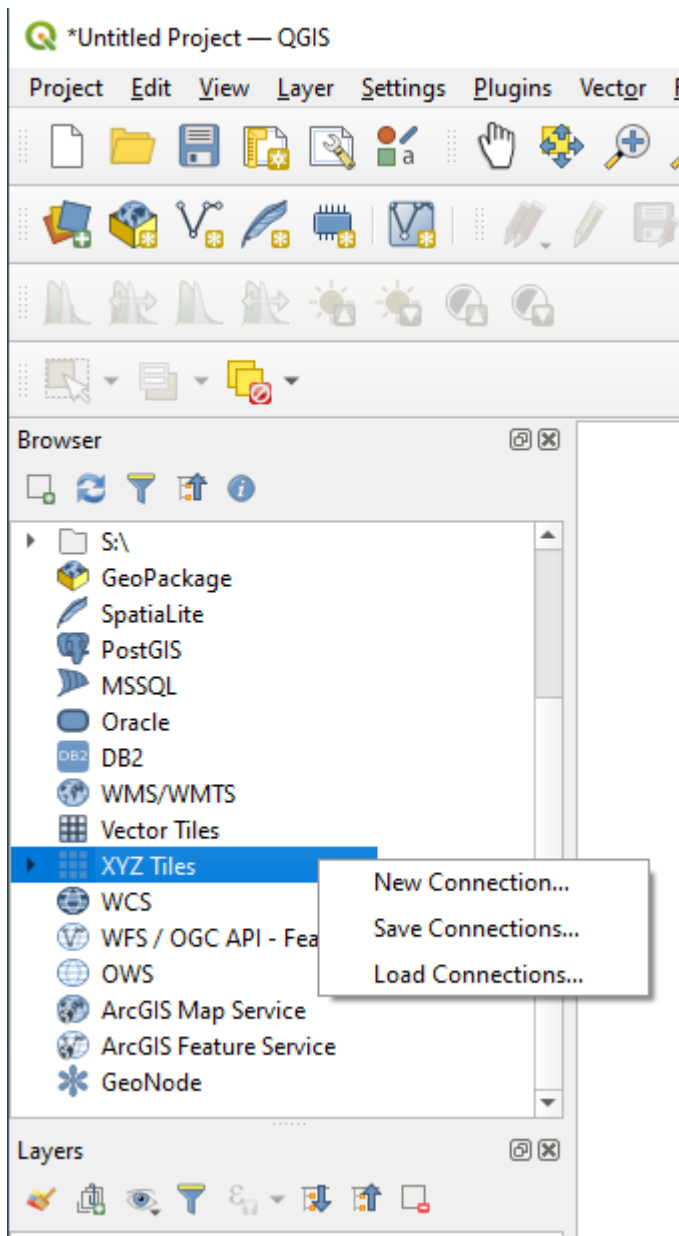 *Untitled Project — QGIS
Project Edit View Layer Settings Plugins Vector
a
Browser
S:\
GeoPackage
SpatiaLite
PostGIS
MSSQL
Oracle
DB2 DB2
WMS/WMTS
Vector Tiles
XYZ Tiles
New Connection...
WCS
WFS / OGC API - Fea
Save Connections...
OWS
Load Connections...
ArcGIS Map Service
ArcGIS Feature Service
GeoNode
Layers
ε